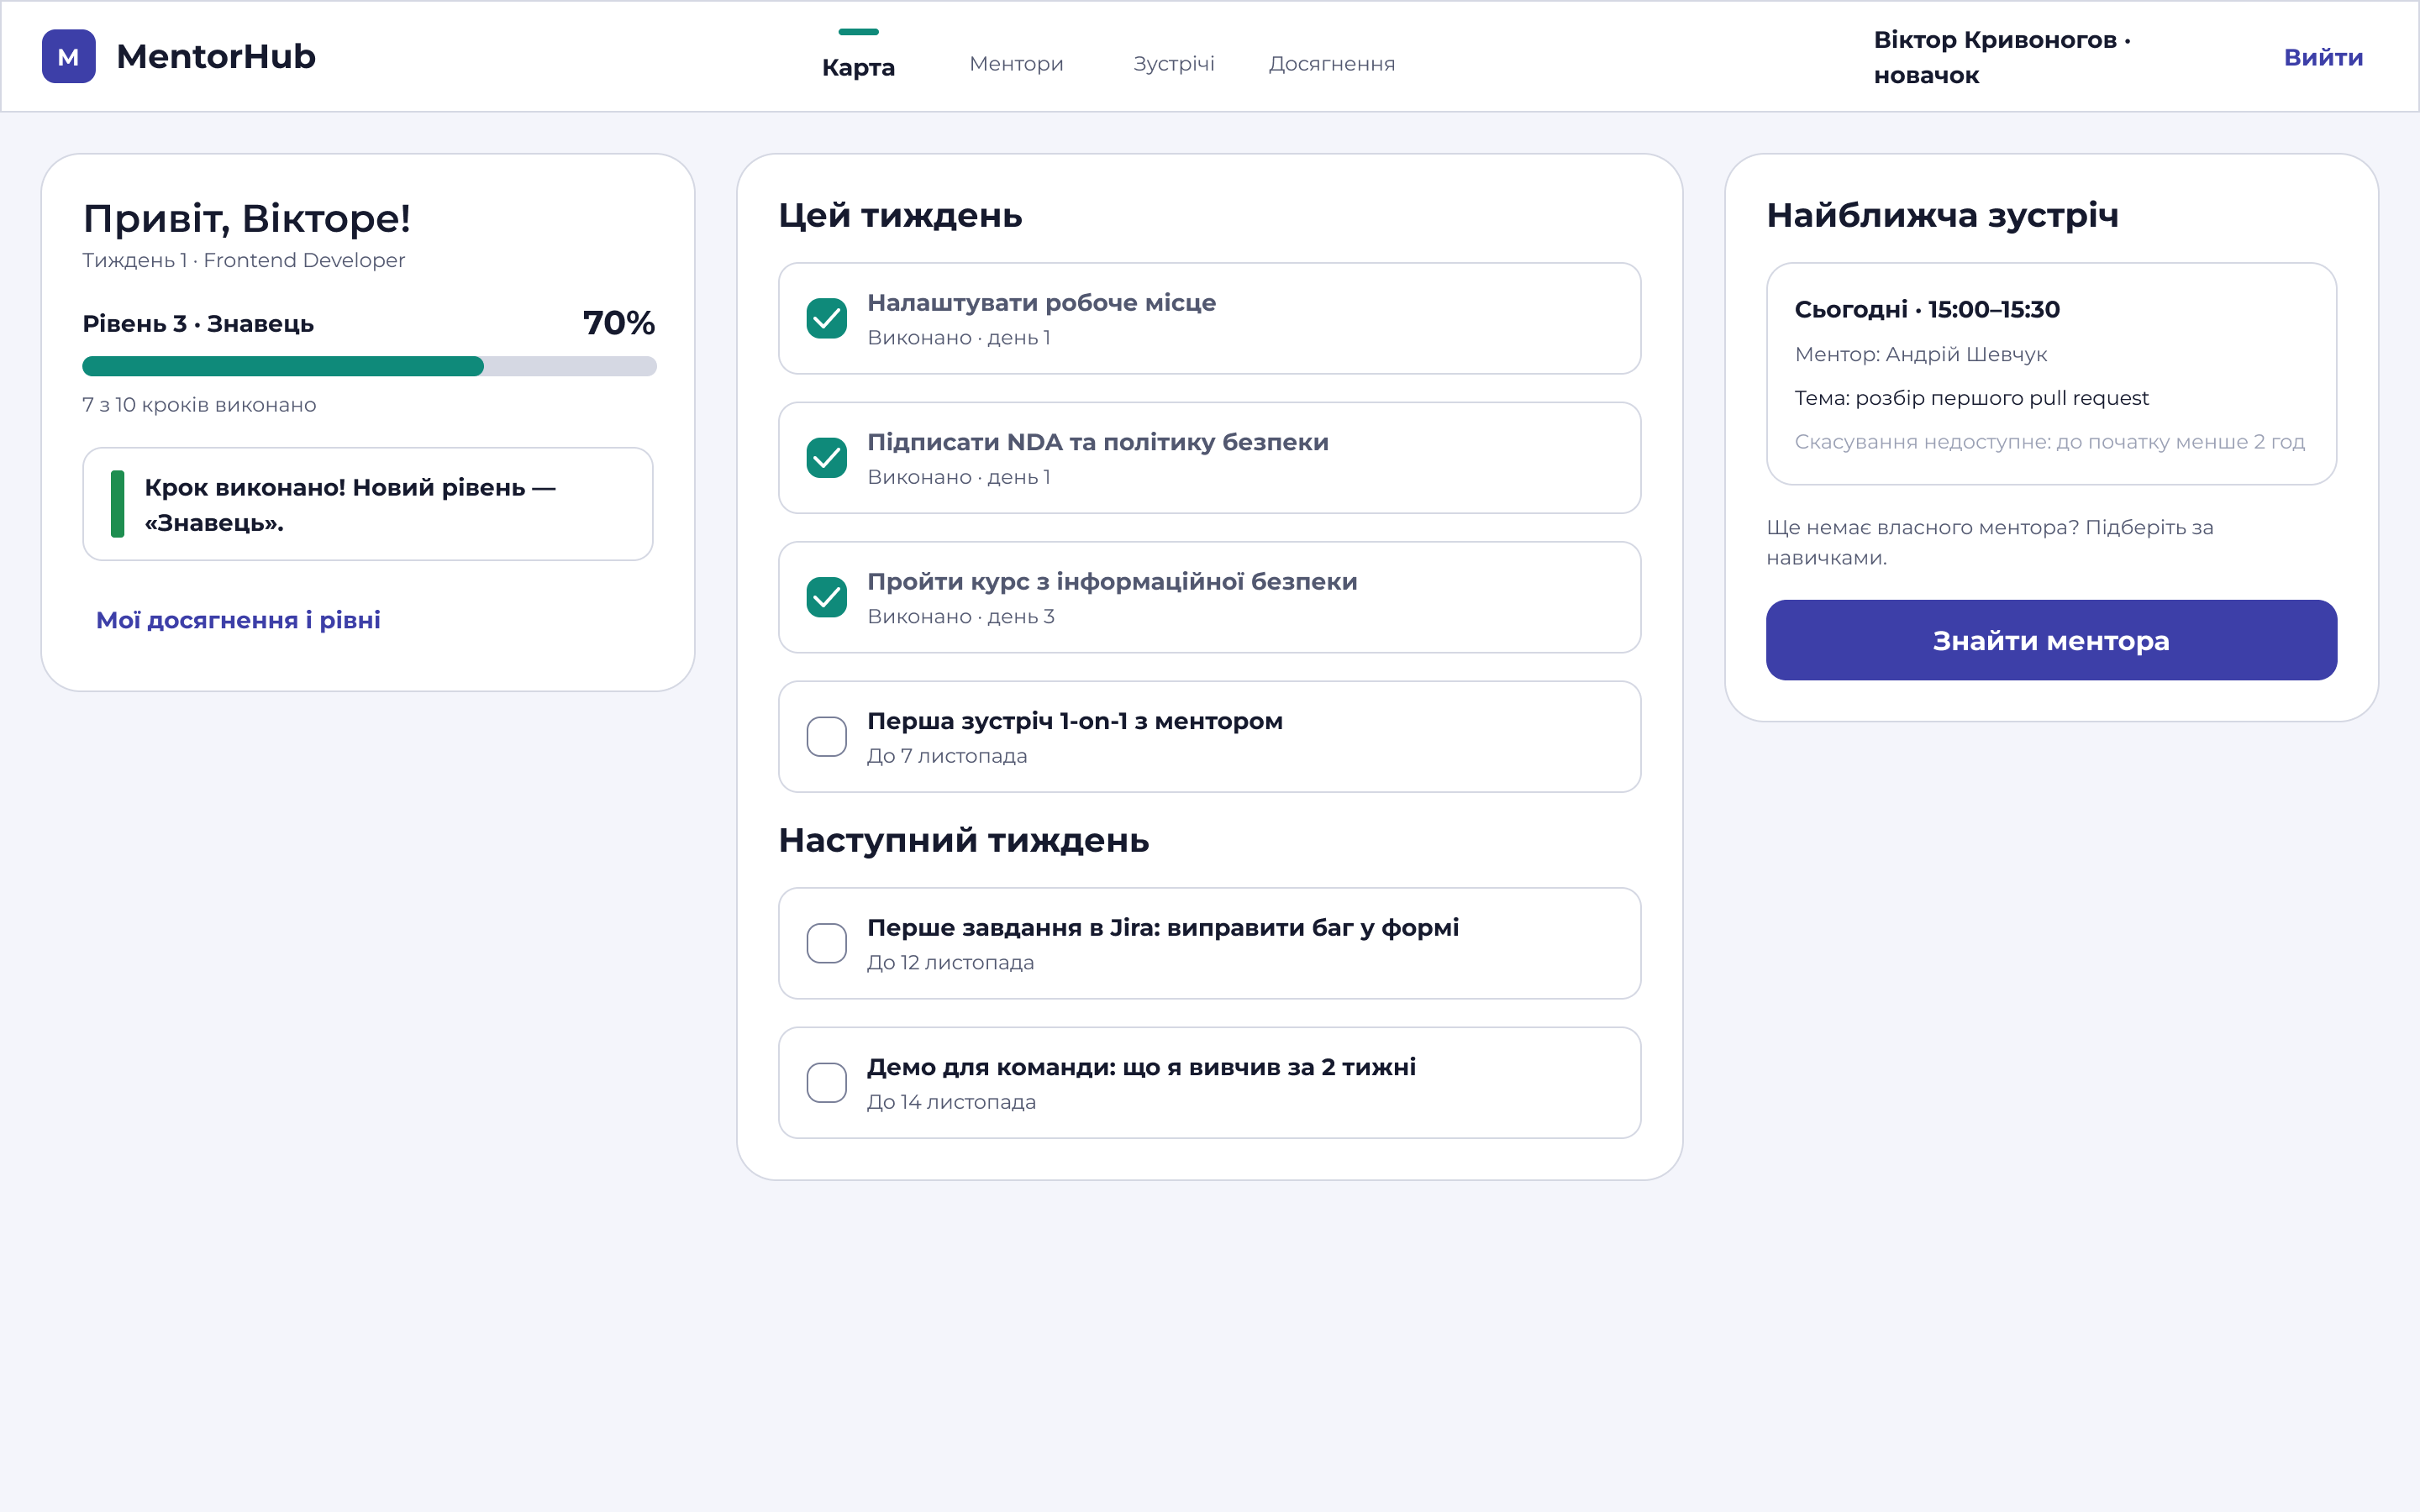 M
MentorHub
Карта
Ментори
Зустрічі
Досягнення
Віктор Кривоногов ·
новачок
Вийти
Привіт, Вікторе!
Тиждень 1 · Frontend Developer
Рівень 3 · Знавець
70%
7 з 10 кроків виконано
Крок виконано! Новий рівень —
«Знавець».
Мої досягнення і рівні
Цей тиждень
Налаштувати робоче місце
Виконано · день 1
Підписати NDA та політику безпеки
Виконано · день 1
Пройти курс з інформаційної безпеки
Виконано · день 3
Перша зустріч 1-on-1 з ментором
До 7 листопада
Наступний тиждень
Перше завдання в Jira: виправити баг у формі
До 12 листопада
Демо для команди: що я вивчив за 2 тижні
До 14 листопада
Найближча зустріч
Сьогодні · 15:00–15:30
Ментор: Андрій Шевчук
Тема: розбір першого pull request
Скасування недоступне: до початку менше 2 год
Ще немає власного ментора? Підберіть за
навичками.
Знайти ментора